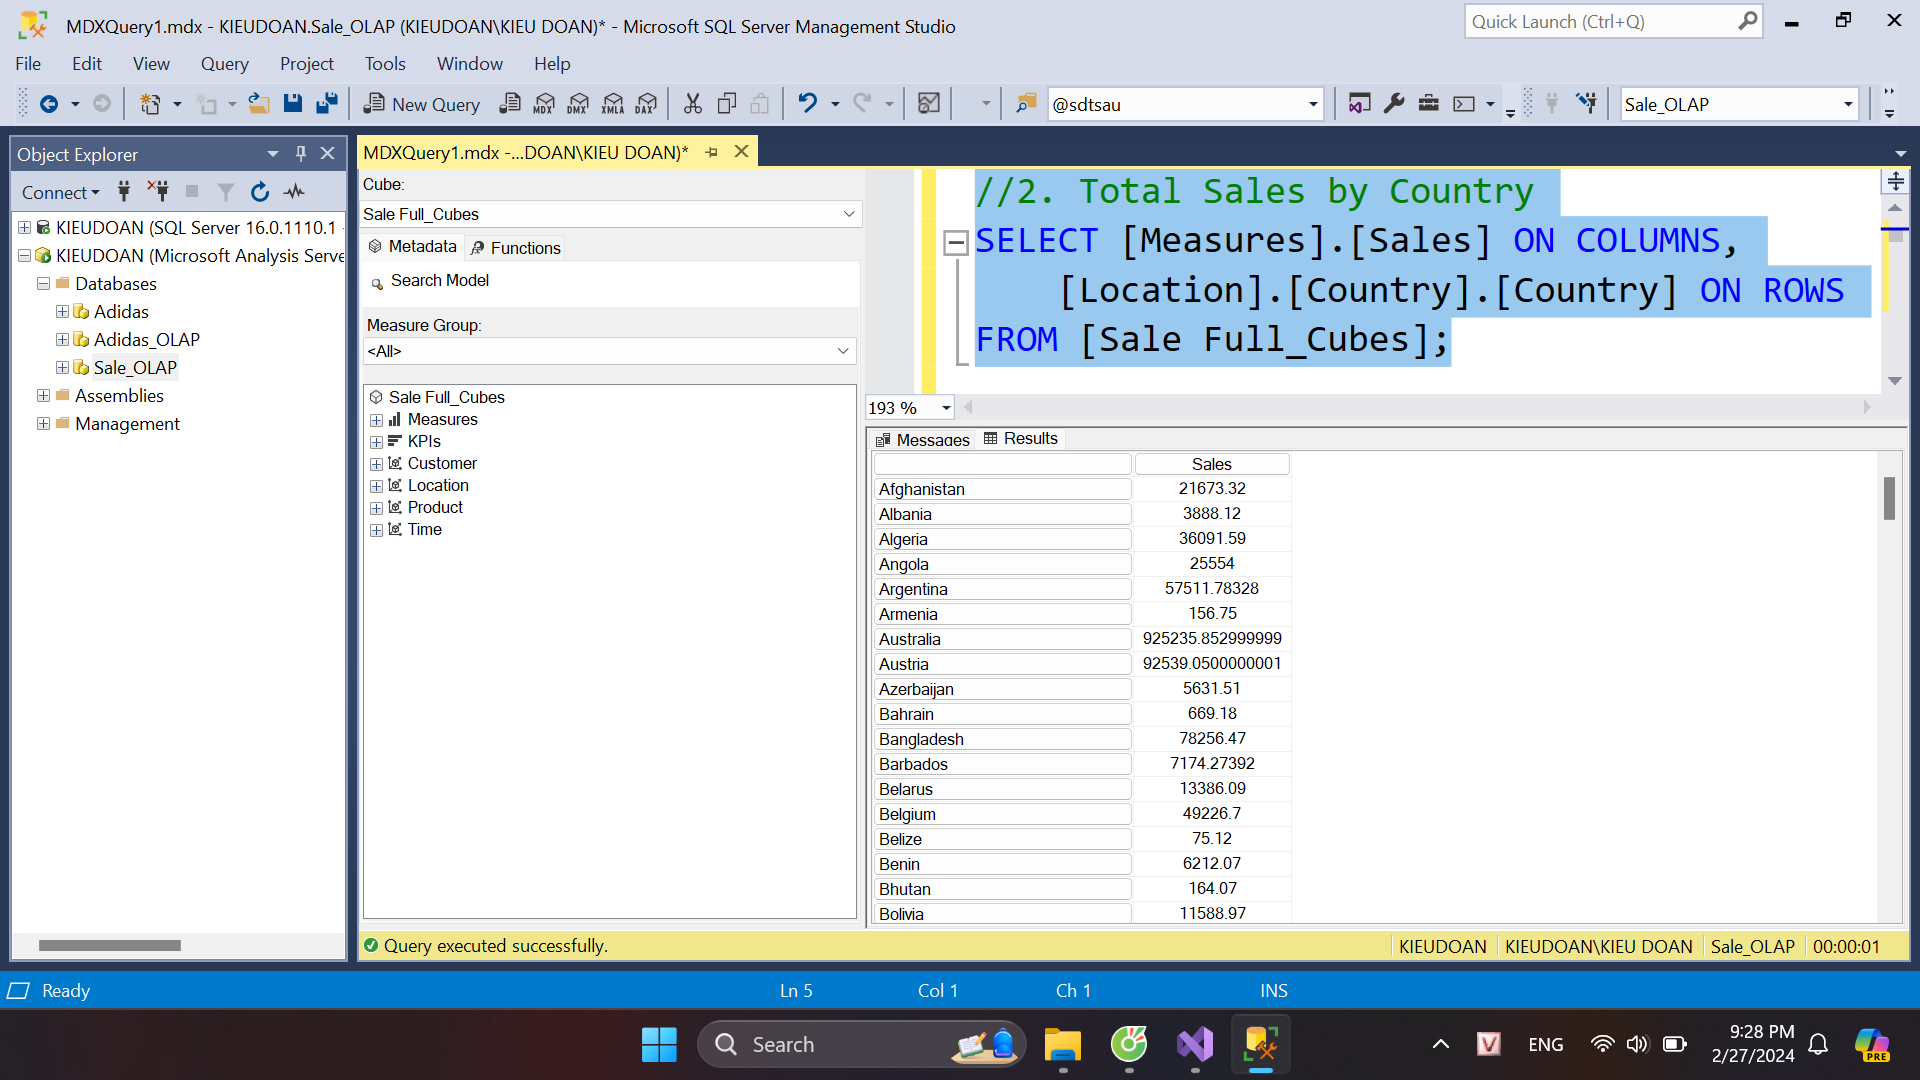 MDXQuery1.mdx - KIEUDOAN.Sale_OLAP (KIEUDOAN\KIEU DOAN)* - Microsoft SQL Server Management Studio
Quick Launch (Ctrl+Q)
File Edit View Query Project Tools Window Help
New Query MDX DMX XMLA DAX @sdtsau Sale_OLAP
Object Explorer
Connect
KIEUDOAN (SQL Server 16.0.1110.1 -
KIEUDOAN (Microsoft Analysis Serve
Databases
Adidas
Adidas_OLAP
Sale_OLAP
Assemblies
Management
MDXQuery1.mdx -...DOAN\KIEU DOAN)*
Cube:
Sale Full_Cubes
Metadata Functions
Search Model
Measure Group:
<All>
Sale Full_Cubes
Measures
KPIs
Customer
Location
Product
Time
//2. Total Sales by Country
SELECT [Measures].[Sales] ON COLUMNS,
[Location].[Country].[Country] ON ROWS
FROM [Sale Full_Cubes];
193 %
Messages Results
Sales
Afghanistan 21673.32
Albania 3888.12
Algeria 36091.59
Angola 25554
Argentina 57511.78328
Armenia 156.75
Australia 925235.852999999
Austria 92539.0500000001
Azerbaijan 5631.51
Bahrain 669.18
Bangladesh 78256.47
Barbados 7174.27392
Belarus 13386.09
Belgium 49226.7
Belize 75.12
Benin 6212.07
Bhutan 164.07
Bolivia 11588.97
Query executed successfully. KIEUDOAN KIEUDOAN\KIEU DOAN Sale_OLAP 00:00:01
Ready Ln 5 Col 1 Ch 1 INS
Search ENG 9:28 PM
2/27/2024
PRE